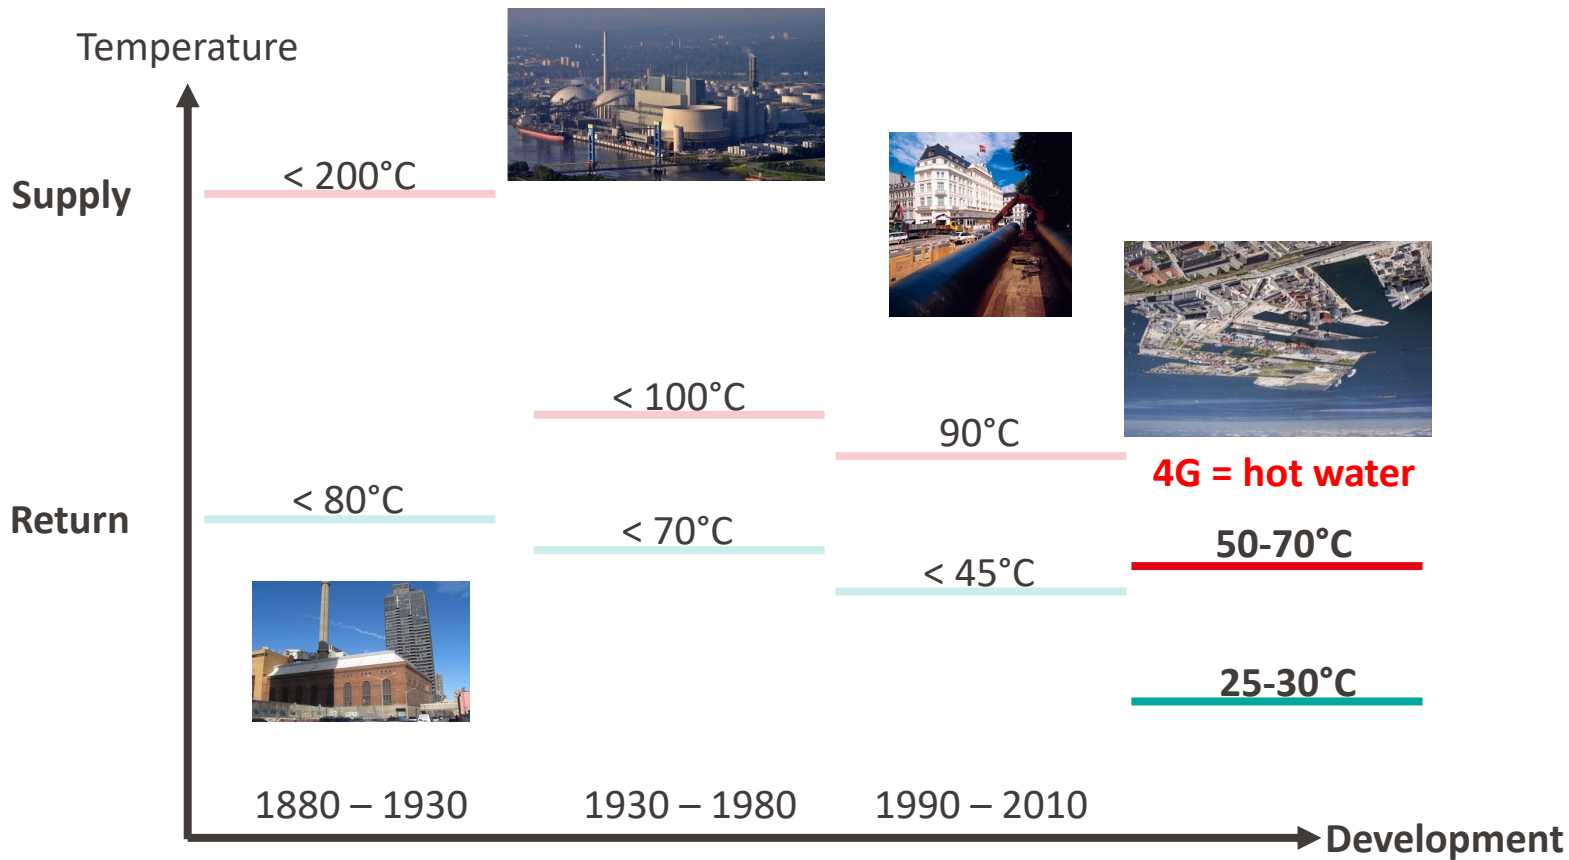 Temperature
Supply
< 200°C
< 100°C
90°C
4G = hot water
Return
< 80°C
< 70°C
< 45°C
50-70°C
25-30°C
1880 – 1930
1930 – 1980
1990 – 2010
Development